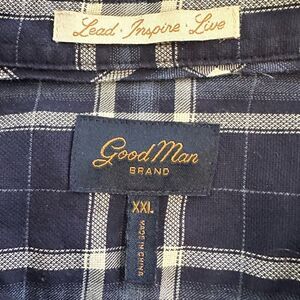 Lead · Inspire · Live
Good Man
BRAND
XXL
MADE IN CHINA